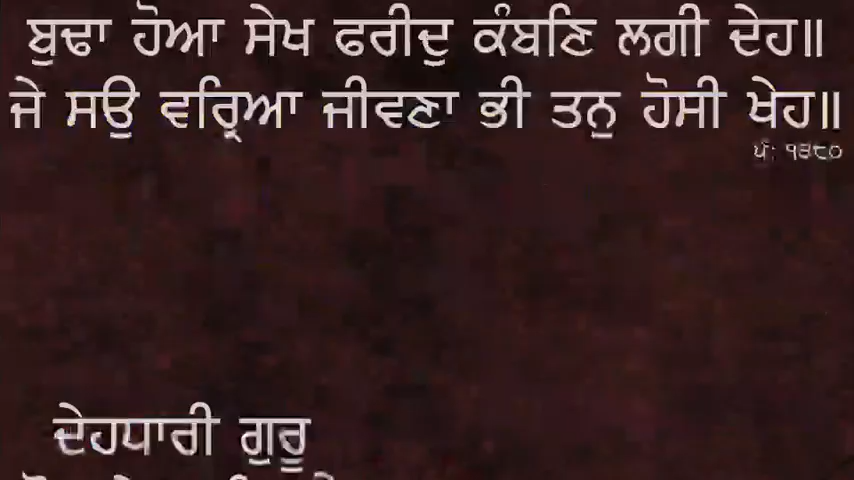 ਬੁਢਾ ਹੋਆ ਸੇਖ ਫਰੀਦੁ ਕੰਬਣਿ ਲਗੀ ਦੇਹ॥
ਜੇ ਸਉ ਵਰ੍ਹਿਆ ਜੀਵਣਾ ਭੀ ਤਨੁ ਹੋਸੀ ਖੇਹ॥
ਪੰ: ੧੩੮੦
ਦੇਹਧਾਰੀ ਗੁਰੂ